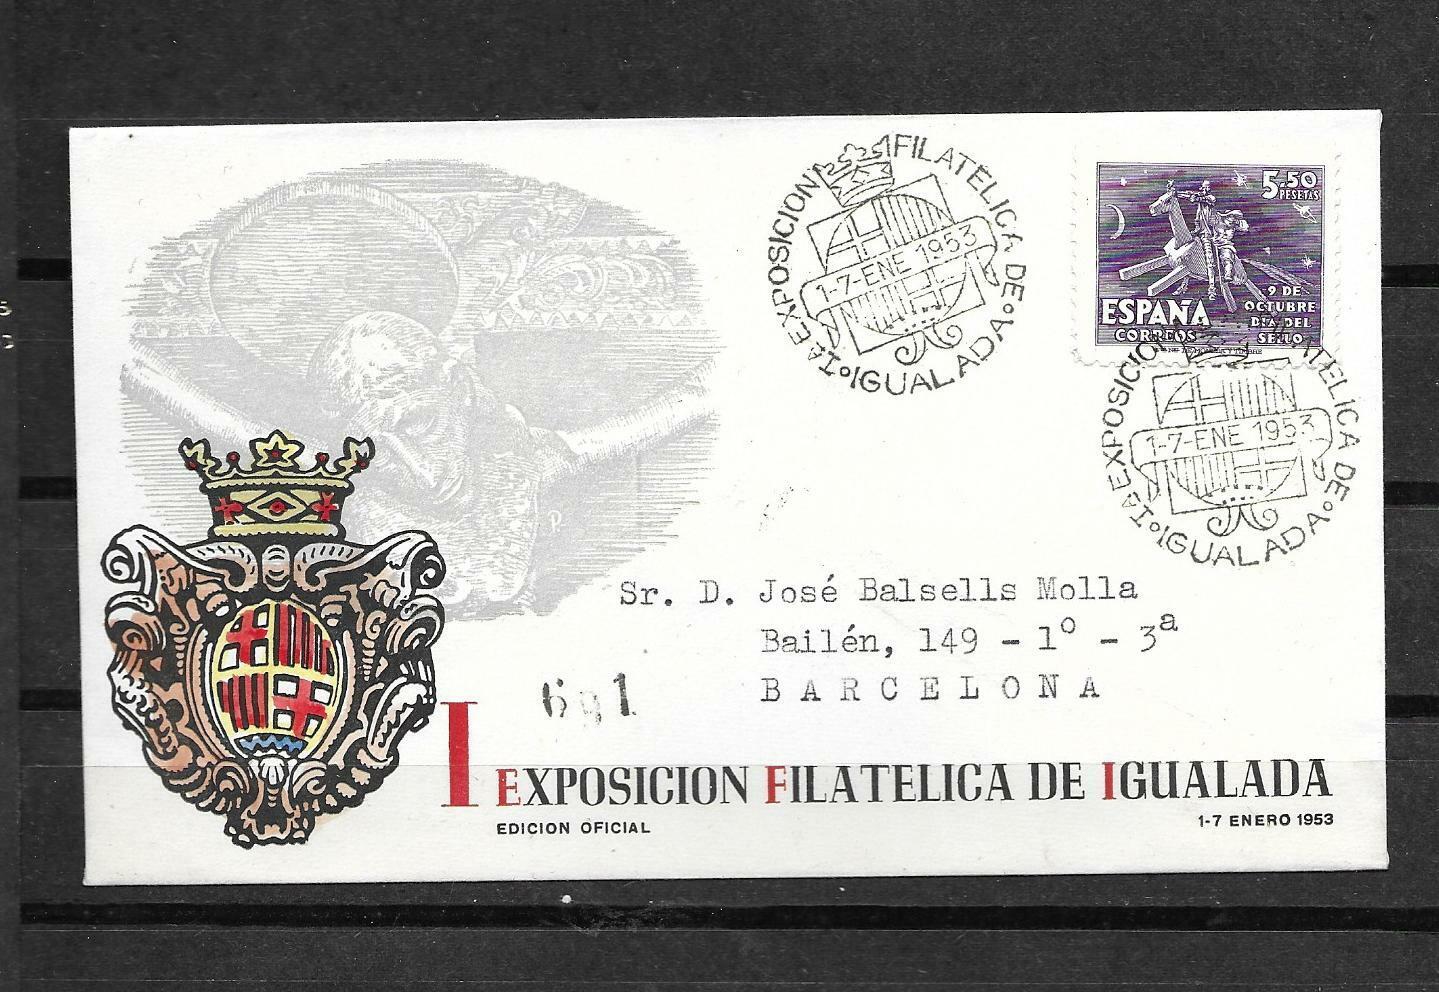 Iª EXPOSICION FILATELICA DE IGUALADA
1-7-ENE 1953
5,50
PESETAS
ESPAÑA
CORREOS
9 DE
OCTUBRE
DIA DEL
SELLO
Iª EXPOSICION FILATELICA DE IGUALADA
1-7-ENE 1953
Sr. D. José Balsells Molla
Bailén, 149 - 1º - 3ª
BARCELONA
691
I EXPOSICION FILATELICA DE IGUALADA
EDICION OFICIAL
1-7 ENERO 1953